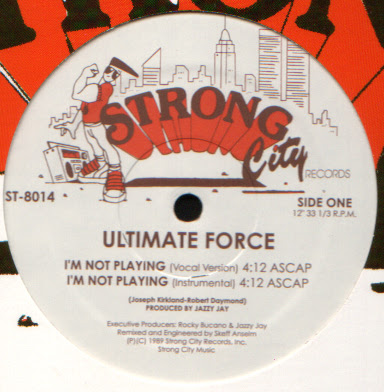 STRONG
City
RECORDS
ST-8014
SIDE ONE
12" 33 1/3 R.P.M.
ULTIMATE FORCE
I'M NOT PLAYING (Vocal Version) 4:12 ASCAP
I'M NOT PLAYING (Instrumental) 4:12 ASCAP
(Joseph Kirkland-Robert Daymond)
PRODUCED BY JAZZY JAY
Executive Producers: Rocky Bucano & Jazzy Jay
Remixed and Engineered by Skeff Anselm
(P)(C) 1989 Strong City Records, Inc.
Strong City Music